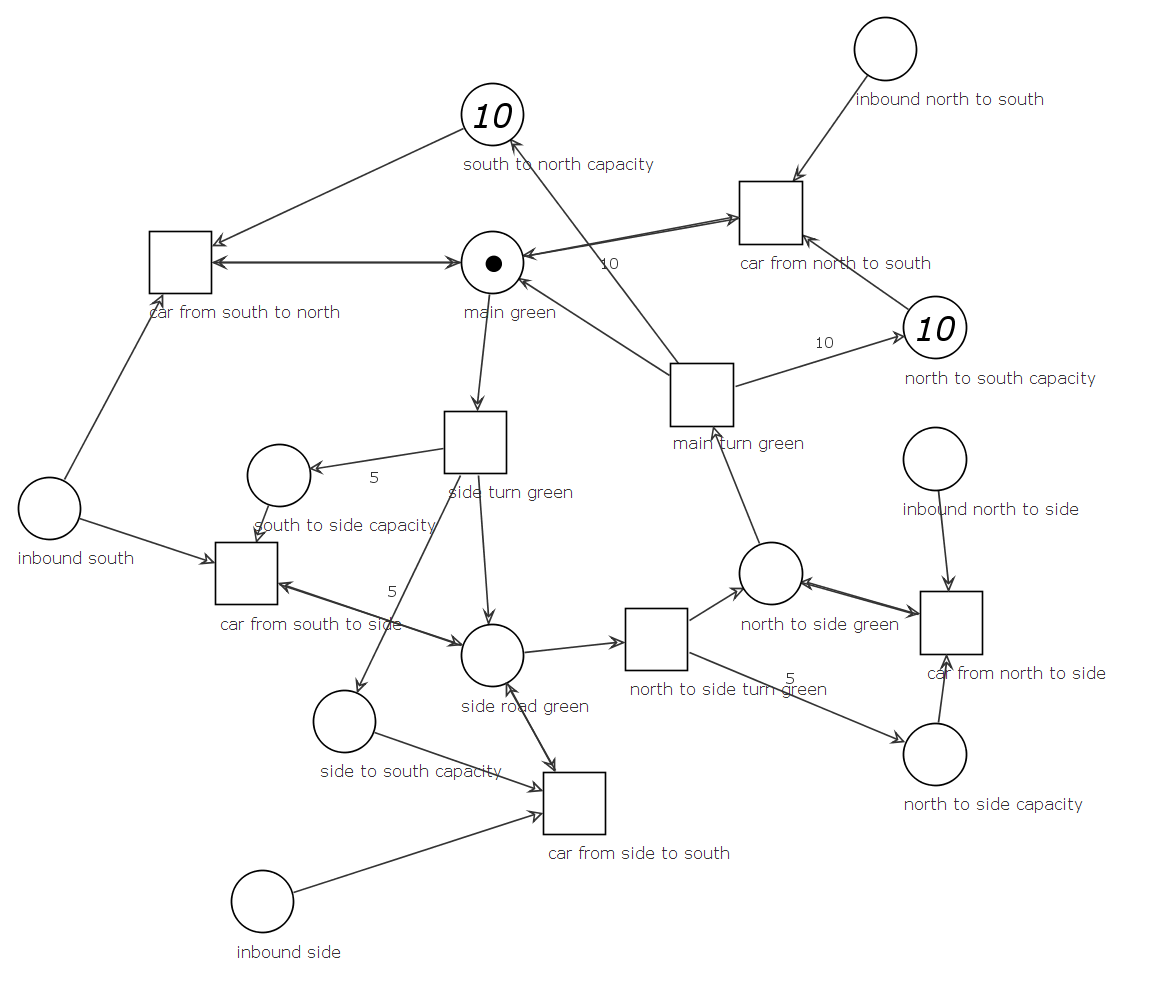 inbound north to south
10
south to north capacity
10
car from north to south
car from south to north
main green
10
10
north to south capacity
main turn green
5
side turn green
inbound north to side
south to side capacity
inbound south
5
car from south to side
north to side green
car from north to side
5
north to side turn green
side road green
side to south capacity
north to side capacity
car from side to south
inbound side